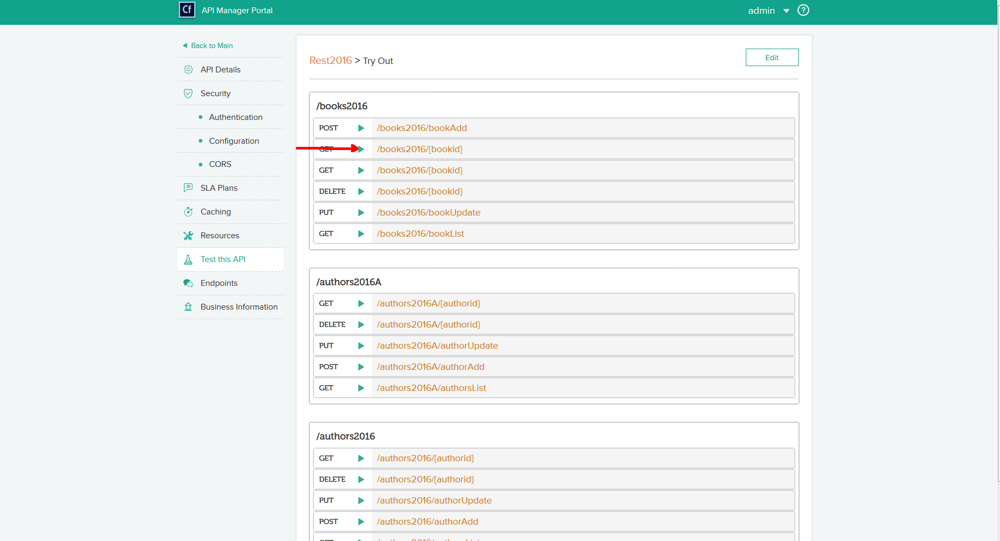 Cf API Manager Portal
admin ?
Back to Main
API Details
Security
Authentication
Configuration
CORS
SLA Plans
Caching
Resources
Test this API
Endpoints
Business Information
Rest2016 > Try Out
Edit
/books2016
POST /books2016/bookAdd
GET /books2016/{bookid}
GET /books2016/{bookid}
DELETE /books2016/{bookid}
PUT /books2016/bookUpdate
GET /books2016/bookList
/authors2016A
GET /authors2016A/{authorid}
DELETE /authors2016A/{authorid}
PUT /authors2016A/authorUpdate
POST /authors2016A/authorAdd
GET /authors2016A/authorsList
/authors2016
GET /authors2016/{authorid}
DELETE /authors2016/{authorid}
PUT /authors2016/authorUpdate
POST /authors2016/authorAdd